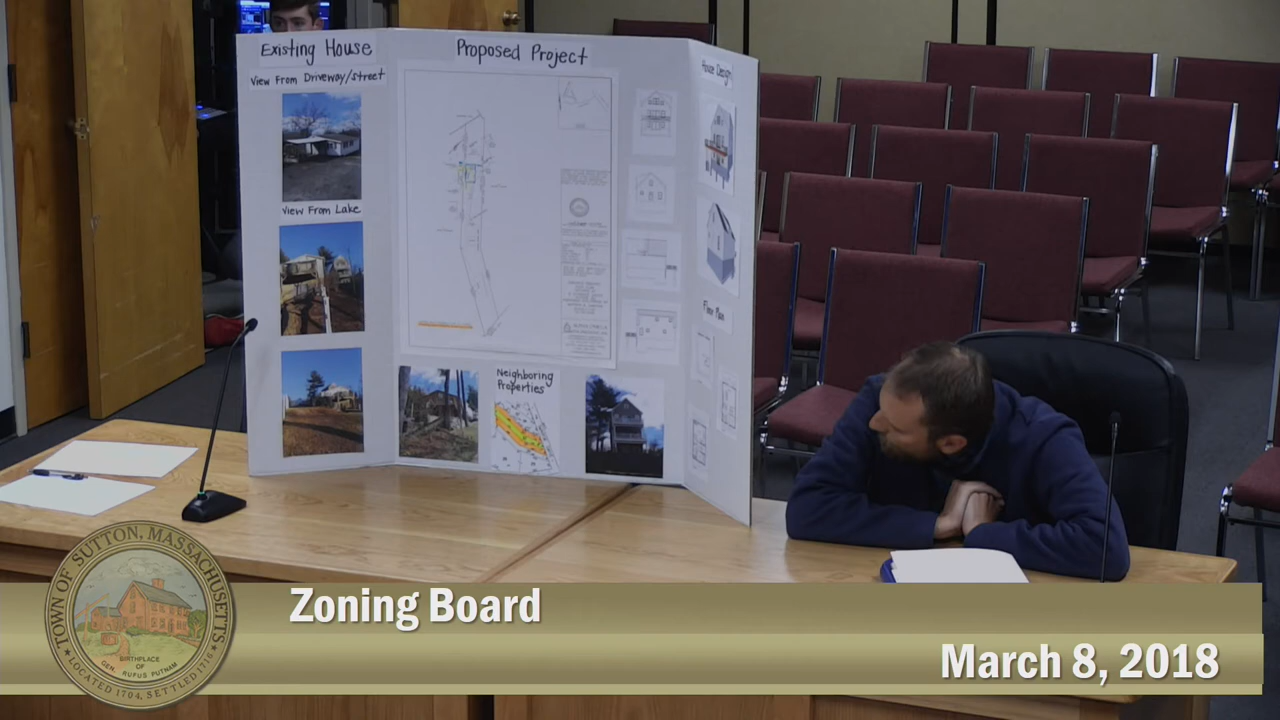 Existing House
View From Driveway/Street
View From Lake
Proposed Project
House Design
Floor Plan
Neighboring
Properties
TOWN OF SUTTON, MASSACHUSETTS
BIRTHPLACE
OF
GEN. RUFUS PUTNAM
LOCATED 1704, SETTLED 1716
Zoning Board
March 8, 2018